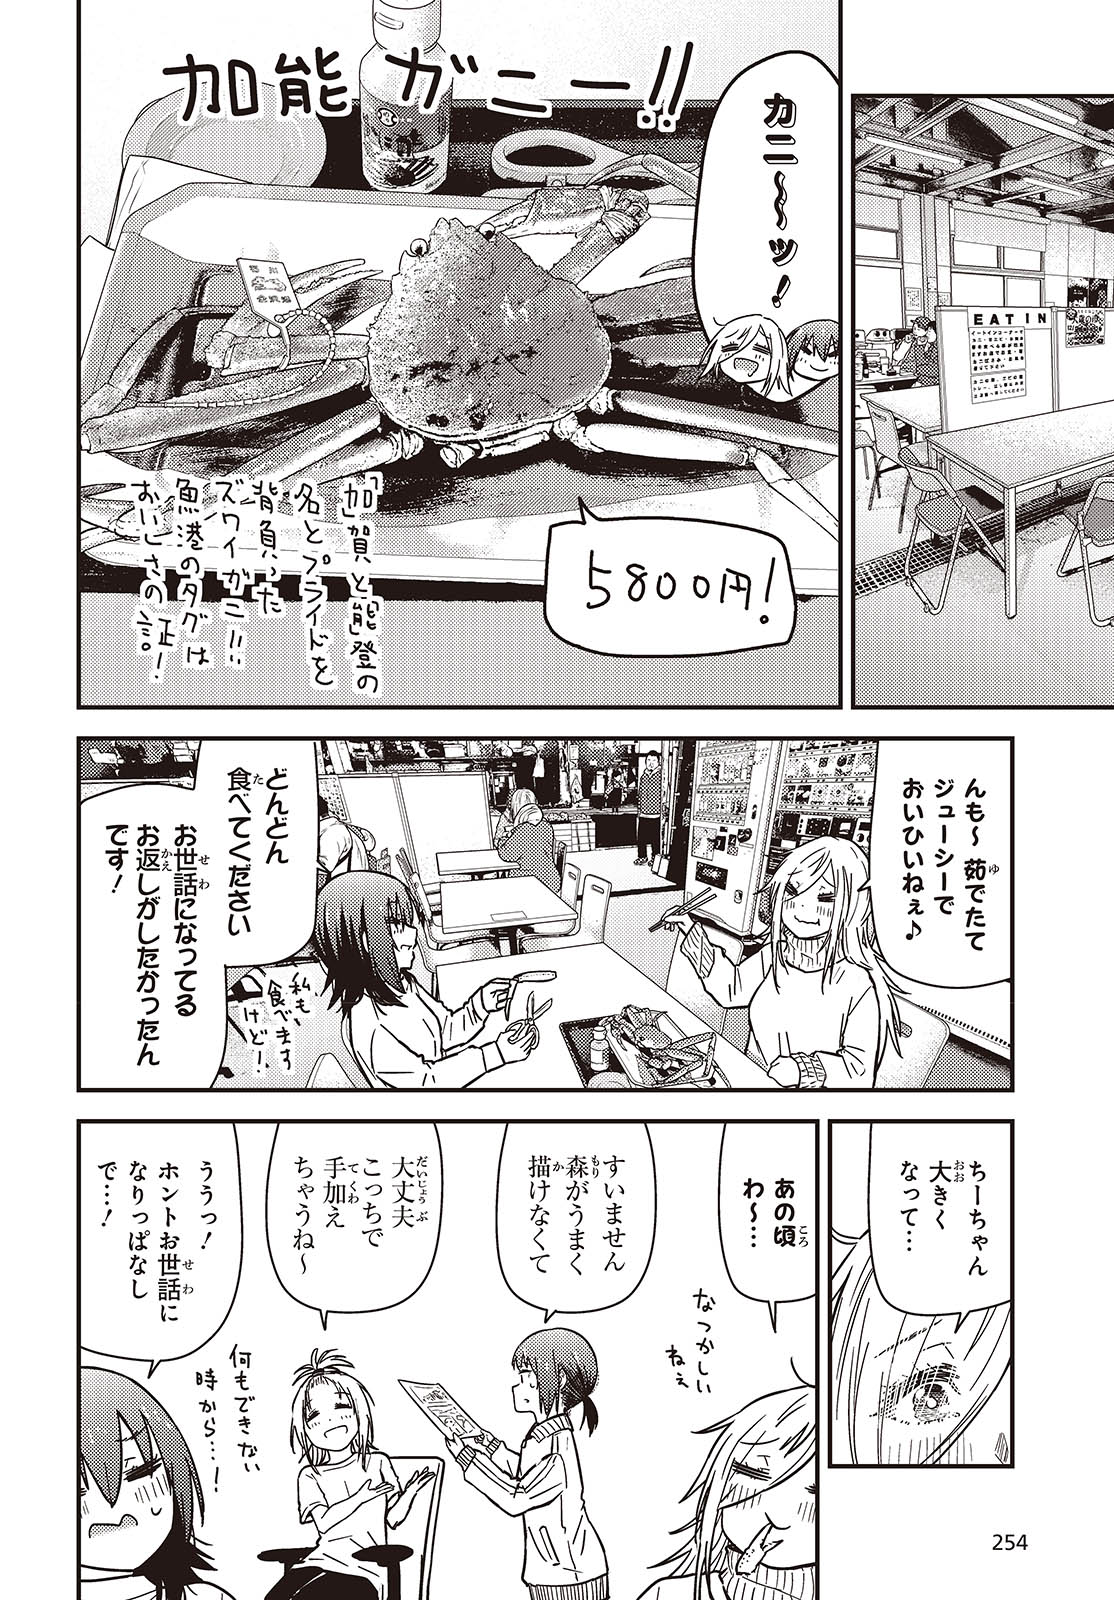 EAT IN
カニ〜〜ッ!
加能ガニー!!
「加」賀と「能」登の
名とプライドを
背負った
ズワイガニ!!
漁港のタグは
おいしさの証!
5800円!
んも〜茹でたて
ジューシーで
おいひいねぇ♪
どんどん
食べてください
お世話になってる
お返しがしたかったん
です!
私も、
食べます
けど!
ちーちゃん
大きく
なって…
あの頃
わ〜…
なつかしい
ねぇ
すいません
森がうまく
描けなくて
大丈夫
こっちで
手加え
ちゃうね〜
ううっ!
ホントお世話に
なりっぱなし
で…!
何もできない
時から…!
254